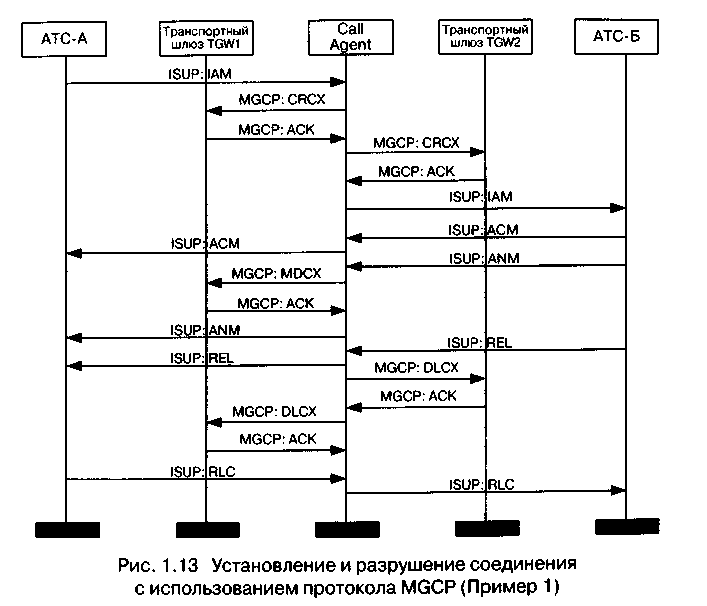 АТС-А
Транспортный
шлюз TGW1
Call
Agent
Транспортный
шлюз TGW2
АТС-Б
ISUP: IAM
MGCP: CRCX
MGCP: ACK
MGCP: CRCX
MGCP: ACK
ISUP: IAM
ISUP: ACM
ISUP: ACM
ISUP: ANM
MGCP: MDCX
MGCP: ACK
ISUP: ANM
ISUP: REL
ISUP: REL
MGCP: DLCX
MGCP: ACK
MGCP: DLCX
MGCP: ACK
ISUP: RLC
ISUP: RLC
Рис. 1.13 Установление и разрушение соединения
с использованием протокола MGCP (Пример 1)